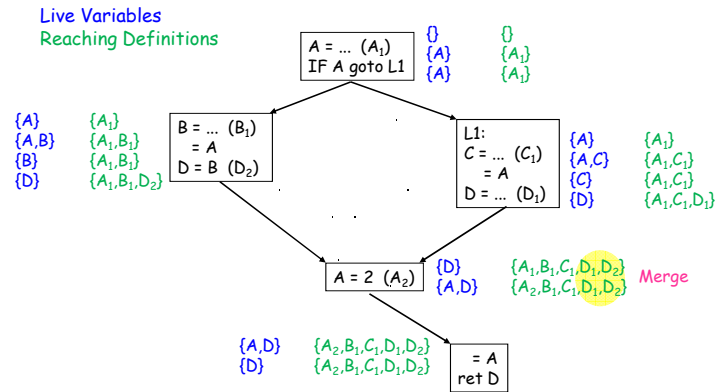 Live Variables
Reaching Definitions
A = ... (A₁)
IF A goto L1
{} {}
{A} {A₁}
{A} {A₁}
{A} {A₁}
{A,B} {A₁,B₁}
{B} {A₁,B₁}
{D} {A₁,B₁,D₂}
B = ... (B₁)
= A
D = B (D₂)
L1:
C = ... (C₁)
= A
D = ... (D₁)
{A} {A₁}
{A,C} {A₁,C₁}
{C} {A₁,C₁}
{D} {A₁,C₁,D₁}
A = 2 (A₂)
{D} {A₁,B₁,C₁,D₁,D₂}
{A,D} {A₂,B₁,C₁,D₁,D₂}
Merge
{A,D} {A₂,B₁,C₁,D₁,D₂}
{D} {A₂,B₁,C₁,D₁,D₂}
= A
ret D